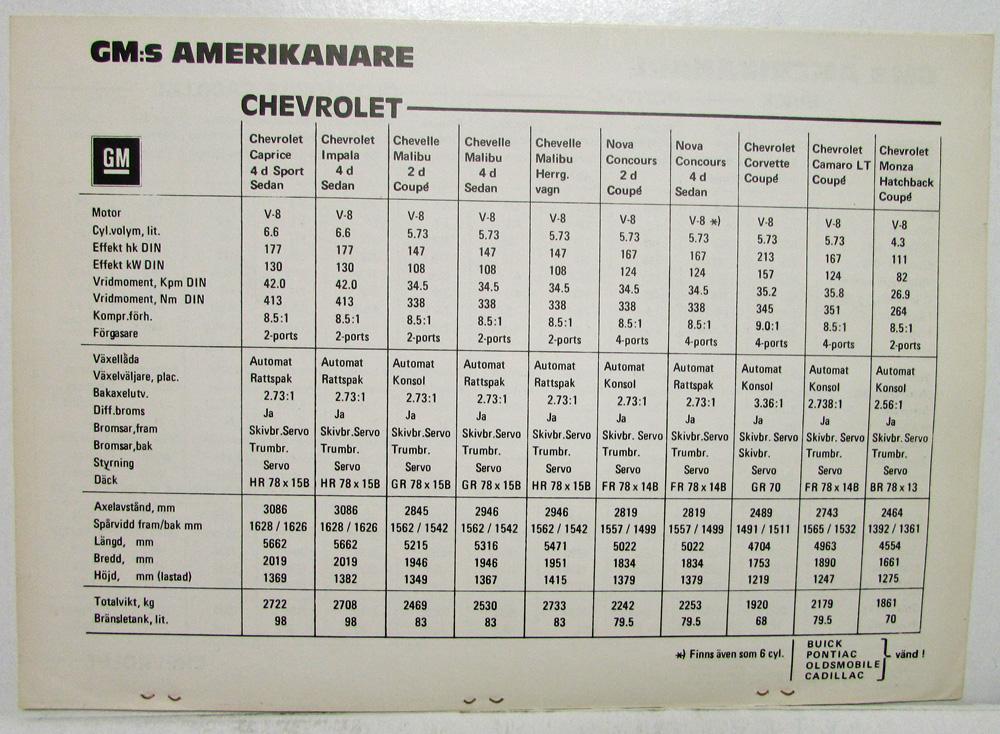 GM:s AMERIKANARE
CHEVROLET
GM
Chevrolet Caprice 4 d Sport Sedan
Chevrolet Impala 4 d Sedan
Chevelle Malibu 2 d Coupé
Chevelle Malibu 4 d Sedan
Chevelle Malibu Herrg. vagn
Nova Concours 2 d Coupé
Nova Concours 4 d Sedan
Chevrolet Corvette Coupé
Chevrolet Camaro LT Coupé
Chevrolet Monza Hatchback Coupé
Motor V-8 V-8 V-8 V-8 V-8 V-8 V-8 *) V-8 V-8 V-8
Cyl.volym, lit. 6.6 6.6 5.73 5.73 5.73 5.73 5.73 5.73 5.73 4.3
Effekt hk DIN 177 177 147 147 147 167 167 213 167 111
Effekt kW DIN 130 130 108 108 108 124 124 157 124 82
Vridmoment, Kpm DIN 42.0 42.0 34.5 34.5 34.5 34.5 34.5 35.2 35.8 26.9
Vridmoment, Nm DIN 413 413 338 338 338 338 338 345 351 264
Kompr.förh. 8.5:1 8.5:1 8.5:1 8.5:1 8.5:1 8.5:1 8.5:1 9.0:1 8.5:1 8.5:1
Förgasare 2-ports 2-ports 2-ports 2-ports 2-ports 4-ports 4-ports 4-ports 4-ports 2-ports
Växellåda Automat Automat Automat Automat Automat Automat Automat Automat Automat Automat
Växelväljare, plac. Rattspak Rattspak Konsol Rattspak Rattspak Konsol Rattspak Konsol Konsol Konsol
Bakaxelutv. 2.73:1 2.73:1 2.73:1 2.73:1 2.73:1 2.73:1 2.73:1 3.36:1 2.738:1 2.56:1
Diff.broms Ja Ja Ja Ja Ja Ja Ja Ja Ja Ja
Bromsar,fram Skivbr.Servo Skivbr.Servo Skivbr.Servo Skivbr.Servo Skivbr.Servo Skivbr. Servo Skivbr.Servo Skivbr. Servo Skivbr. Servo Skivbr. Servo
Bromsar,bak Trumbr. Trumbr. Trumbr. Trumbr. Trumbr. Trumbr. Trumbr. Skivbr. Trumbr. Trumbr.
Styrning Servo Servo Servo Servo Servo Servo Servo Servo Servo Servo
Däck HR 78 x 15B HR 78 x 15B GR 78 x 15B GR 78 x 15B HR 78 x 15B FR 78 x 14B FR 78 x 14B GR 70 FR 78 x 14B BR 78 x 13
Axelavstånd, mm 3086 3086 2845 2946 2946 2819 2819 2489 2743 2464
Spårvidd fram/bak mm 1628 / 1626 1628 / 1626 1562 / 1542 1562 / 1542 1562 / 1542 1557 / 1499 1557 / 1499 1491 / 1511 1565 / 1532 1392 / 1361
Längd, mm 5662 5662 5215 5316 5471 5022 5022 4704 4963 4554
Bredd, mm 2019 2019 1946 1946 1951 1834 1834 1753 1890 1661
Höjd, mm (lastad) 1369 1382 1349 1367 1415 1379 1379 1219 1247 1275
Totalvikt, kg 2722 2708 2469 2530 2733 2242 2253 1920 2179 1861
Bränsletank, lit. 98 98 83 83 83 79.5 79.5 68 79.5 70
*) Finns även som 6 cyl.
BUICK
PONTIAC
OLDSMOBILE
CADILLAC
vänd !